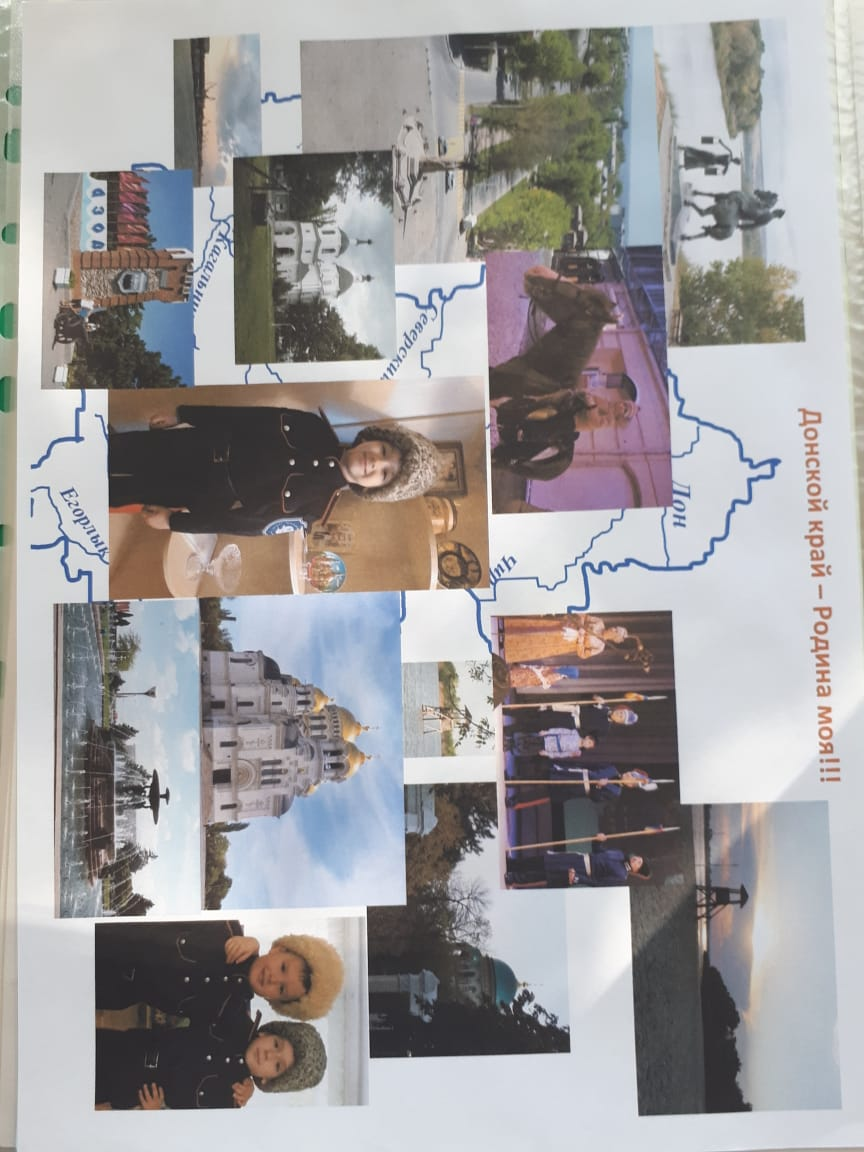 Донской край – Родина моя!!!
Дон
Чир
Северский
Кагальник
Егорлык
АЗОВ